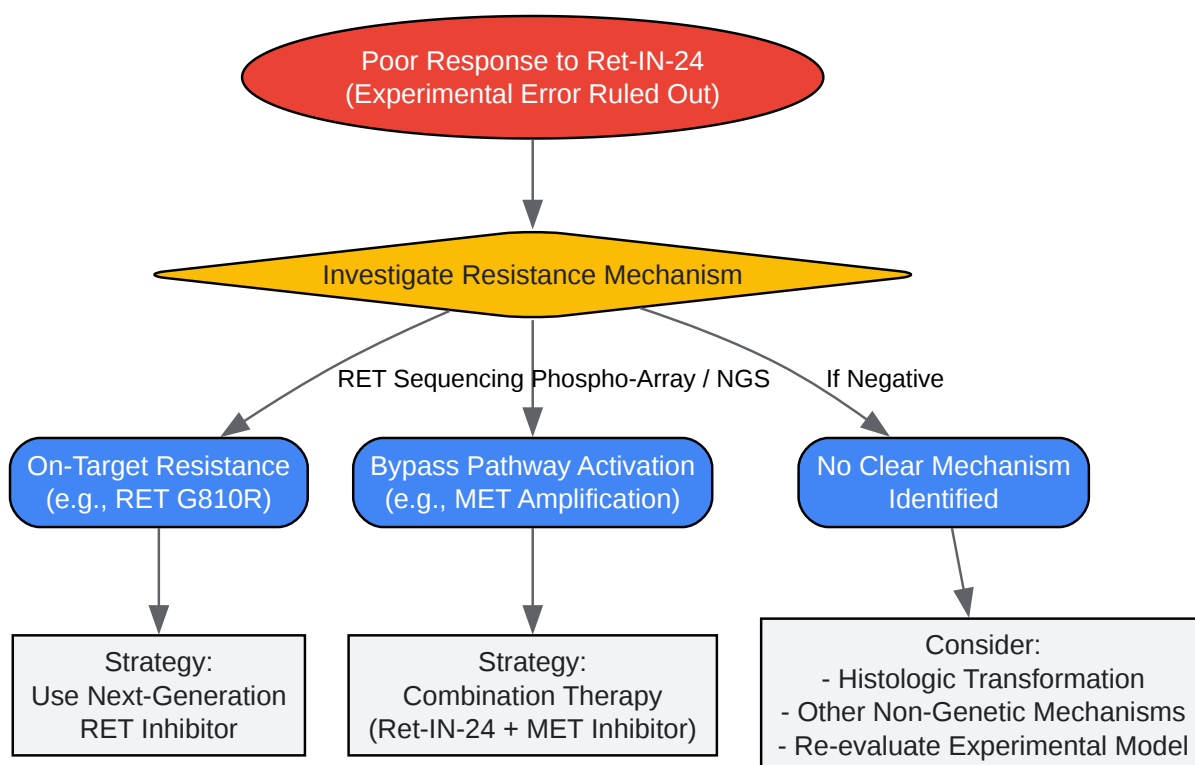 Poor Response to Ret-IN-24
(Experimental Error Ruled Out)
Investigate Resistance Mechanism
RET Sequencing
Phospho-Array / NGS
If Negative
On-Target Resistance
(e.g., RET G810R)
Bypass Pathway Activation
(e.g., MET Amplification)
No Clear Mechanism
Identified
Strategy:
Use Next-Generation
RET Inhibitor
Strategy:
Combination Therapy
(Ret-IN-24 + MET Inhibitor)
Consider:
- Histologic Transformation
- Other Non-Genetic Mechanisms
- Re-evaluate Experimental Model